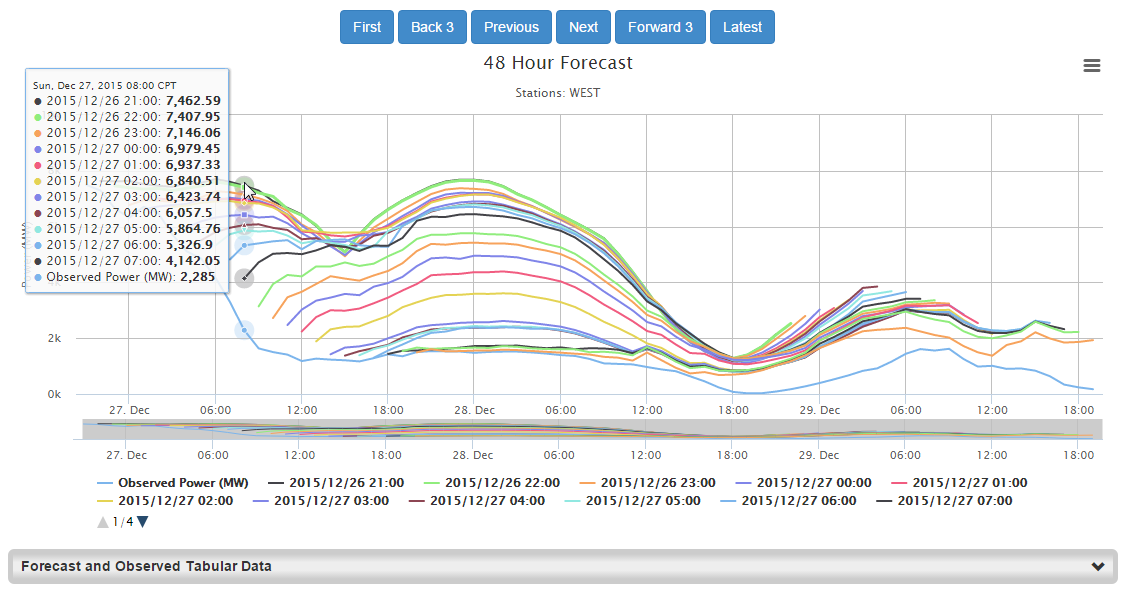 First Back 3 Previous Next Forward 3 Latest
48 Hour Forecast
Stations: WEST
Sun, Dec 27, 2015 08:00 CPT
2015/12/26 21:00: 7,462.59
2015/12/26 22:00: 7,407.95
2015/12/26 23:00: 7,146.06
2015/12/27 00:00: 6,979.45
2015/12/27 01:00: 6,937.33
2015/12/27 02:00: 6,840.51
2015/12/27 03:00: 6,423.74
2015/12/27 04:00: 6,057.5
2015/12/27 05:00: 5,864.76
2015/12/27 06:00: 5,326.9
2015/12/27 07:00: 4,142.05
Observed Power (MW): 2,285
2k
0k
27. Dec 06:00 12:00 18:00 28. Dec 06:00 12:00 18:00 29. Dec 06:00 12:00 18:00
27. Dec 06:00 12:00 18:00 28. Dec 06:00 12:00 18:00 29. Dec 06:00 12:00 18:00
Observed Power (MW) 2015/12/26 21:00 2015/12/26 22:00 2015/12/26 23:00 2015/12/27 00:00 2015/12/27 01:00
2015/12/27 02:00 2015/12/27 03:00 2015/12/27 04:00 2015/12/27 05:00 2015/12/27 06:00 2015/12/27 07:00
1/4
Forecast and Observed Tabular Data